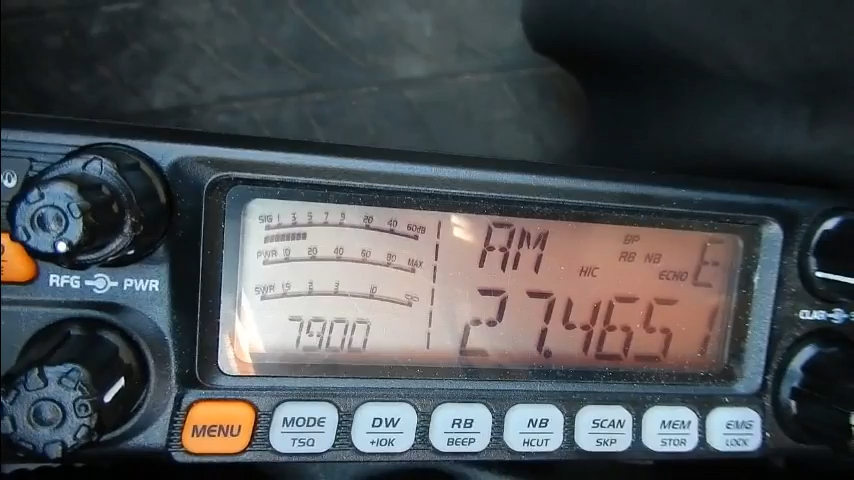 SIG 1 3 5 7 9 20 40 60dB
PWR 10 20 40 60 80 MAX
SWR 1.5 2 3 10 ∞
7900
AM
HIC
BP
RB NB
ECHO
E
27.4651
RFG PWR
CLAR
MENU
MODE
TSQ
DW
+10K
RB
BEEP
NB
HCUT
SCAN
SKP
MEM
STOR
EMG
LOCK